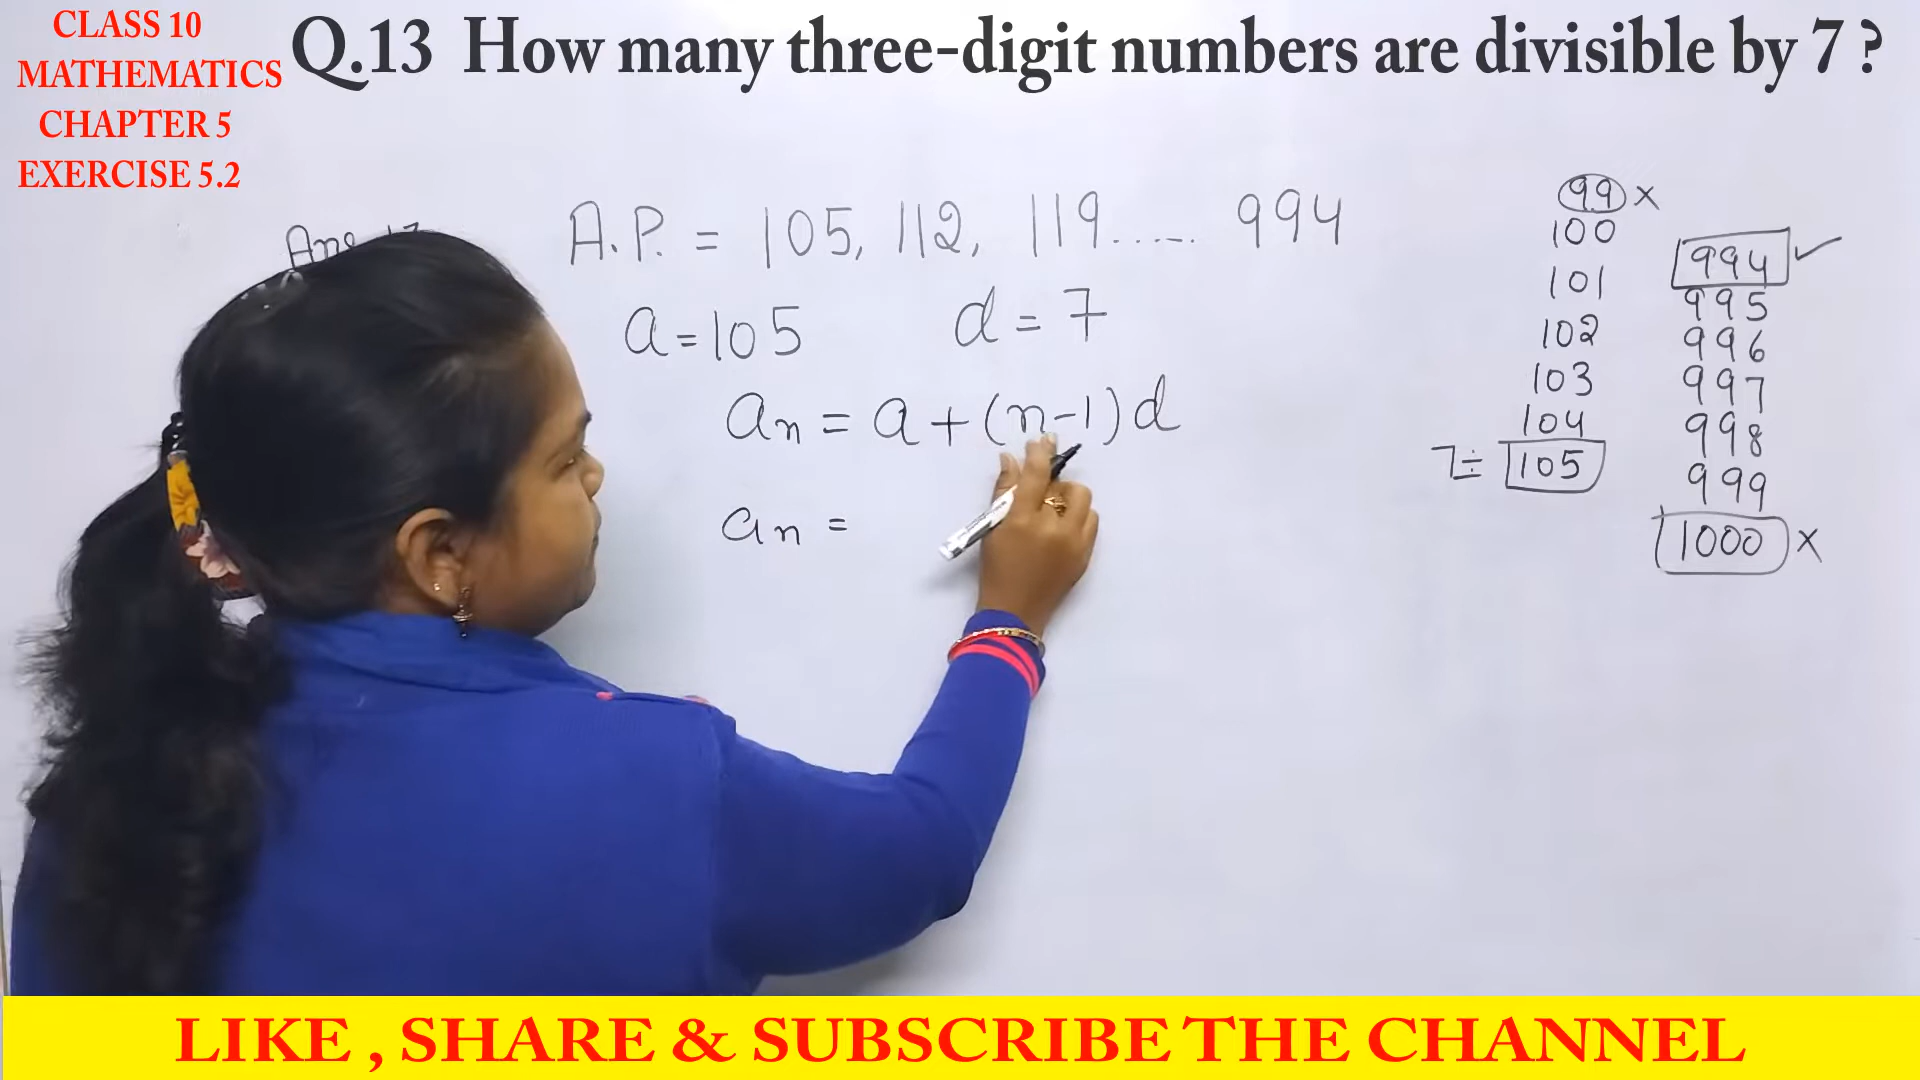 CLASS 10
MATHEMATICS
CHAPTER 5
EXERCISE 5.2
Q.13 How many three-digit numbers are divisible by 7 ?
A.P. = 105, 112, 119...... 994
a = 105 d = 7
an = a + (n-1) d
an =
99 ×
100
101
102
103
104
7÷ 105
994 ✓
995
996
997
998
999
1000 ×
LIKE , SHARE & SUBSCRIBE THE CHANNEL